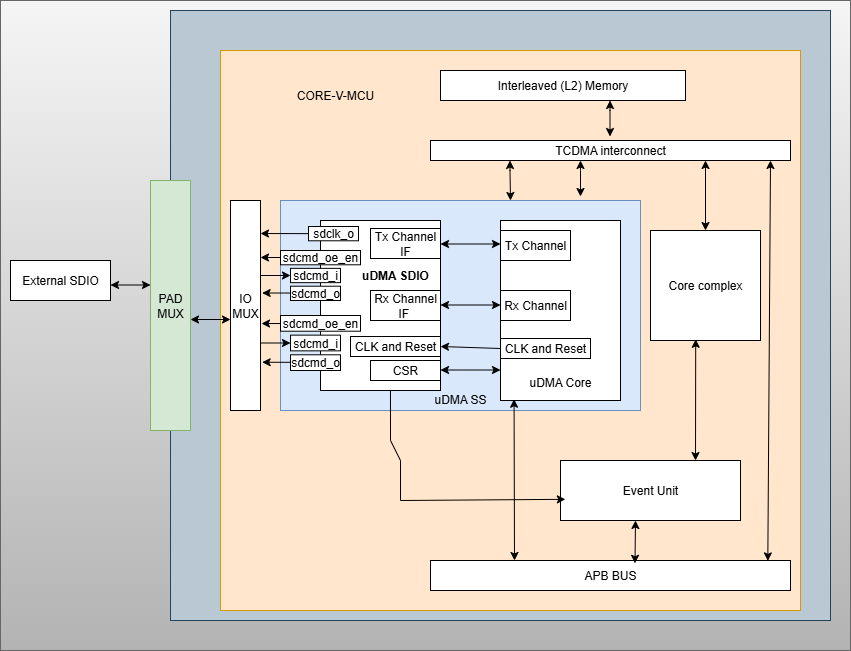 CORE-V-MCU
Interleaved (L2) Memory
TCDMA interconnect
External SDIO
PAD
MUX
IO
MUX
sdclk_o
sdcmd_oe_en
sdcmd_i
sdcmd_o
sdcmd_oe_en
sdcmd_i
sdcmd_o
Tx Channel
IF
uDMA SDIO
Rx Channel
IF
CLK and Reset
CSR
Tx Channel
Rx Channel
CLK and Reset
uDMA Core
uDMA SS
Core complex
Event Unit
APB BUS